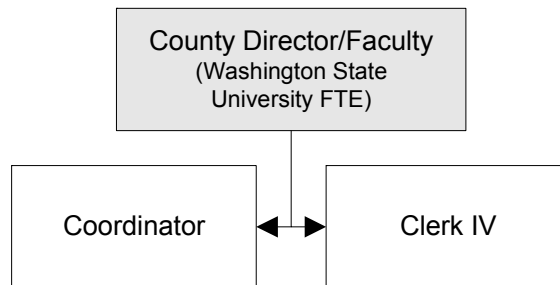 County Director/Faculty
(Washington State
University FTE)
Coordinator
Clerk IV